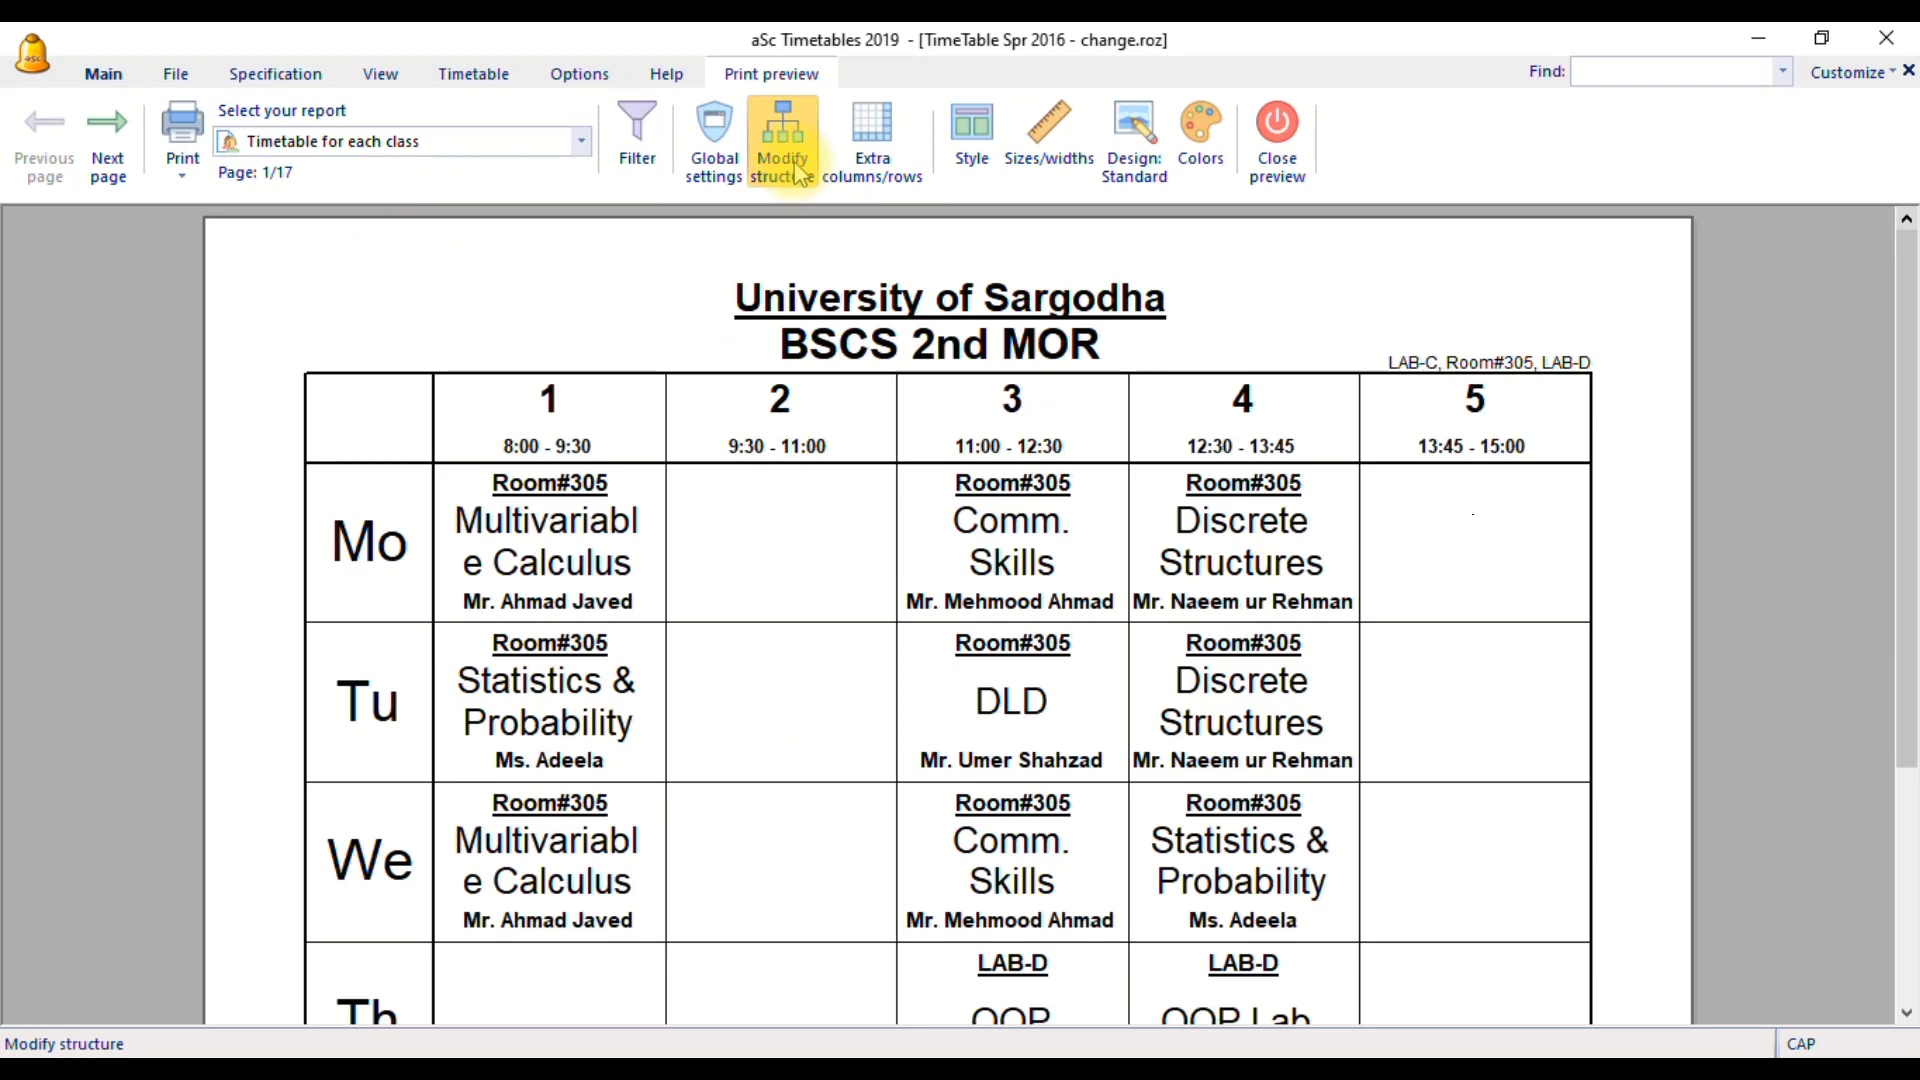 aSc Timetables 2019 - [TimeTable Spr 2016 - change.roz]
aSc
Main File Specification View Timetable Options Help Print preview Find: Customize
Previous page
Next page
Print
Select your report
Timetable for each class
Page: 1/17
Filter
Global settings
Modify structure
Extra columns/rows
Style
Sizes/widths
Design: Standard
Colors
Close preview
University of Sargodha
BSCS 2nd MOR
LAB-C, Room#305, LAB-D
1 2 3 4 5
8:00 - 9:30 9:30 - 11:00 11:00 - 12:30 12:30 - 13:45 13:45 - 15:00
Mo
Room#305
Multivariabl
e Calculus
Mr. Ahmad Javed
Room#305
Comm.
Skills
Mr. Mehmood Ahmad
Room#305
Discrete
Structures
Mr. Naeem ur Rehman
Tu
Room#305
Statistics &
Probability
Ms. Adeela
Room#305
DLD
Mr. Umer Shahzad
Room#305
Discrete
Structures
Mr. Naeem ur Rehman
We
Room#305
Multivariabl
e Calculus
Mr. Ahmad Javed
Room#305
Comm.
Skills
Mr. Mehmood Ahmad
Room#305
Statistics &
Probability
Ms. Adeela
Th
LAB-D
OOP
LAB-D
OOP Lab
Modify structure
CAP